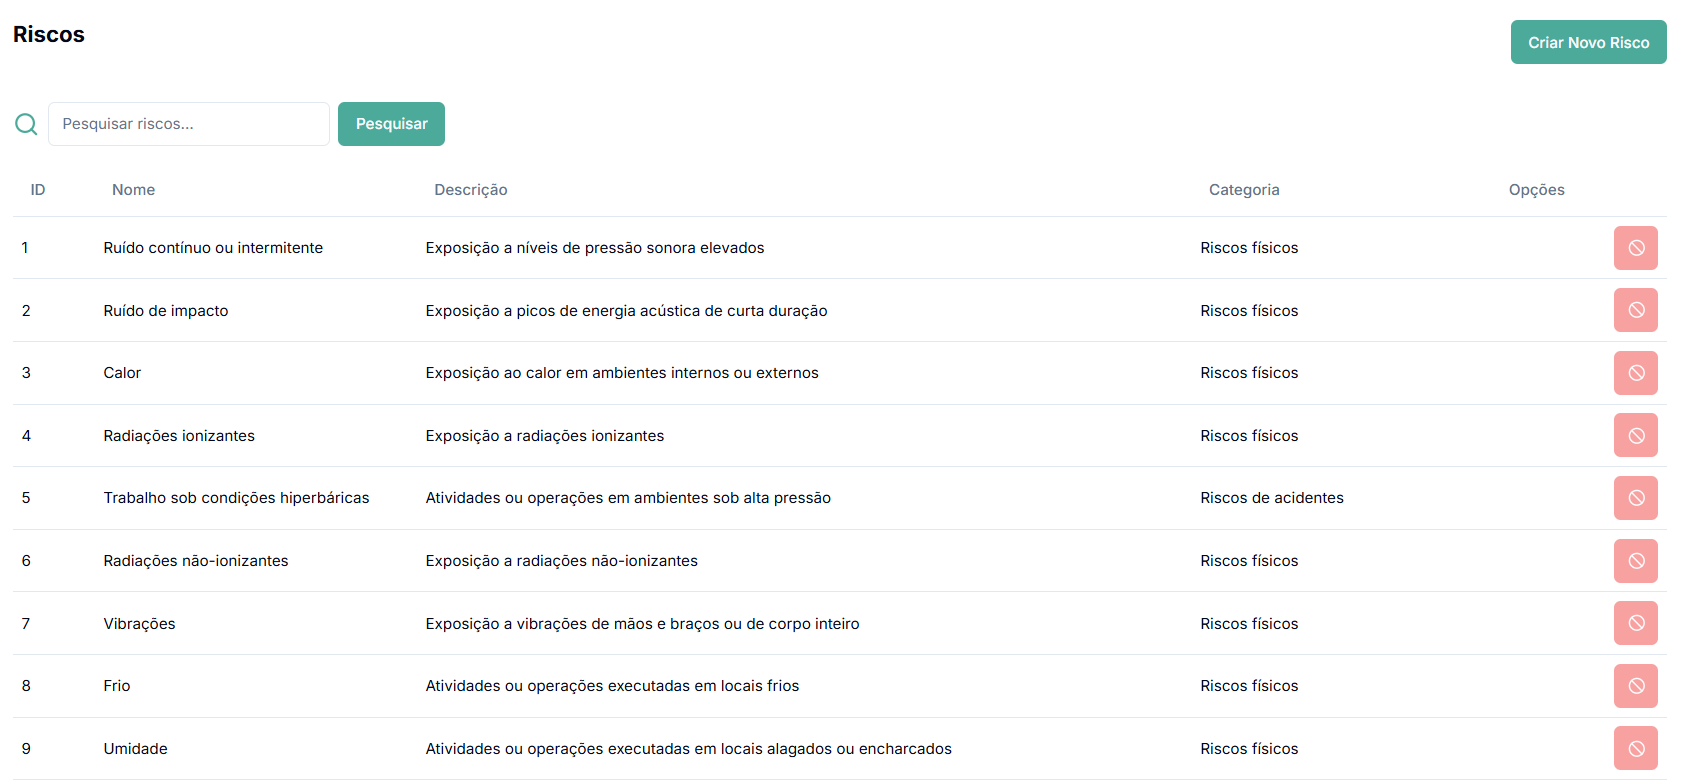 Riscos
Criar Novo Risco
Pesquisar riscos...
Pesquisar
ID Nome Descrição Categoria Opções
1 Ruído contínuo ou intermitente Exposição a níveis de pressão sonora elevados Riscos físicos
2 Ruído de impacto Exposição a picos de energia acústica de curta duração Riscos físicos
3 Calor Exposição ao calor em ambientes internos ou externos Riscos físicos
4 Radiações ionizantes Exposição a radiações ionizantes Riscos físicos
5 Trabalho sob condições hiperbáricas Atividades ou operações em ambientes sob alta pressão Riscos de acidentes
6 Radiações não-ionizantes Exposição a radiações não-ionizantes Riscos físicos
7 Vibrações Exposição a vibrações de mãos e braços ou de corpo inteiro Riscos físicos
8 Frio Atividades ou operações executadas em locais frios Riscos físicos
9 Umidade Atividades ou operações executadas em locais alagados ou encharcados Riscos físicos